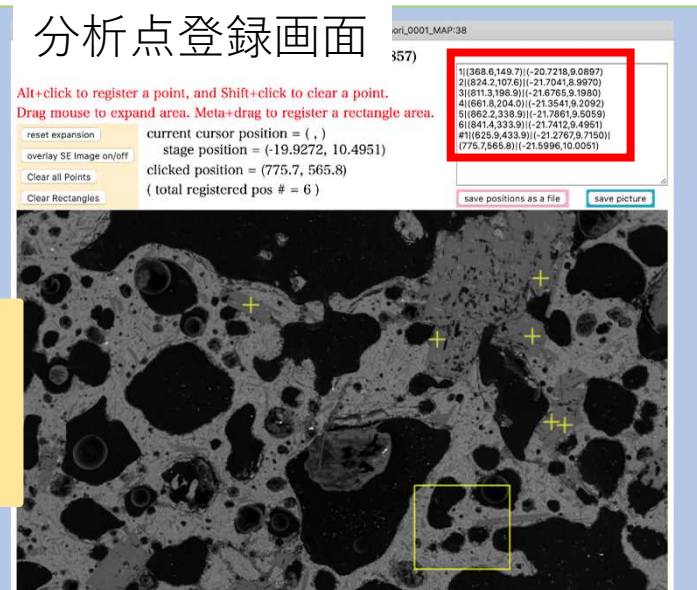 分析点登録画面
ori_0001_MAP:38
857)
Alt+click to register a point, and Shift+click to clear a point.
Drag mouse to expand area. Meta+drag to register a rectangle area.
reset expansion
overlay SE Image on/off
Clear all Points
Clear Rectangles
current cursor position = ( , )
stage position = (-19.9272, 10.4951)
clicked position = (775.7, 565.8)
( total registered pos # = 6 )
1|(368.6,149.7)|(-20.7218,9.0897)
2|(824.2,107.6)|(-21.7041,8.9970)
3|(811.3,198.9)|(-21.6765,9.1980)
4|(661.8,204.0)|(-21.3541,9.2092)
5|(862.2,338.9)|(-21.7861,9.5059)
6|(841.4,333.9)|(-21.7412,9.4951)
#1|(625.9,433.9)|(-21.2767,9.7150)|
(775.7,565.8)|(-21.5996,10.0051)
save positions as a file
save picture